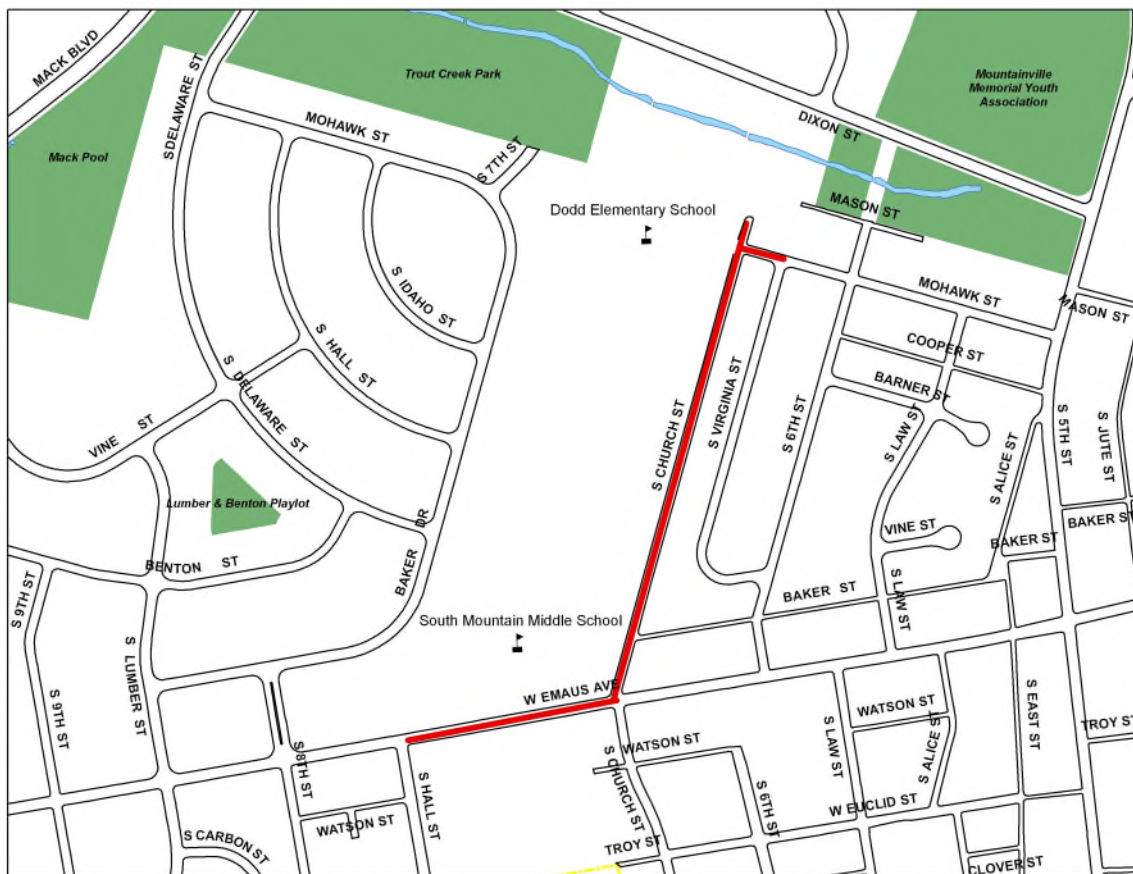 MACK BLVD
SDELAWARE ST
Trout Creek Park
Mountainville
Memorial Youth
Association
DIXON ST
MOHAWK ST
Mack Pool
S 7TH ST
MASON ST
Dodd Elementary School
MOHAWK ST
MASON ST
S IDAHO ST
COOPER ST
S HALL ST
BARNER ST
S VIRGINIA ST
S DELAWARE ST
S 6TH ST
S LAW ST
S 5TH ST
S JUTE ST
VINE ST
S CHURCH ST
S ALICE ST
Lumber & Benton Playlot
BAKER DR
VINE ST
BAKER ST
BAKER ST
BENTON ST
S 9TH ST
BAKER ST
S LAW ST
South Mountain Middle School
S LUMBER ST
W EMAUS AVE
S 9TH ST
S EAST ST
WATSON ST
S LAW ST
S ALICE ST
TROY ST
S 8TH ST
WATSON ST
S CHURCH ST
S HALL ST
S 6TH ST
W EUCLID ST
WATSON ST
S CARBON ST
TROY ST
CLOVER ST